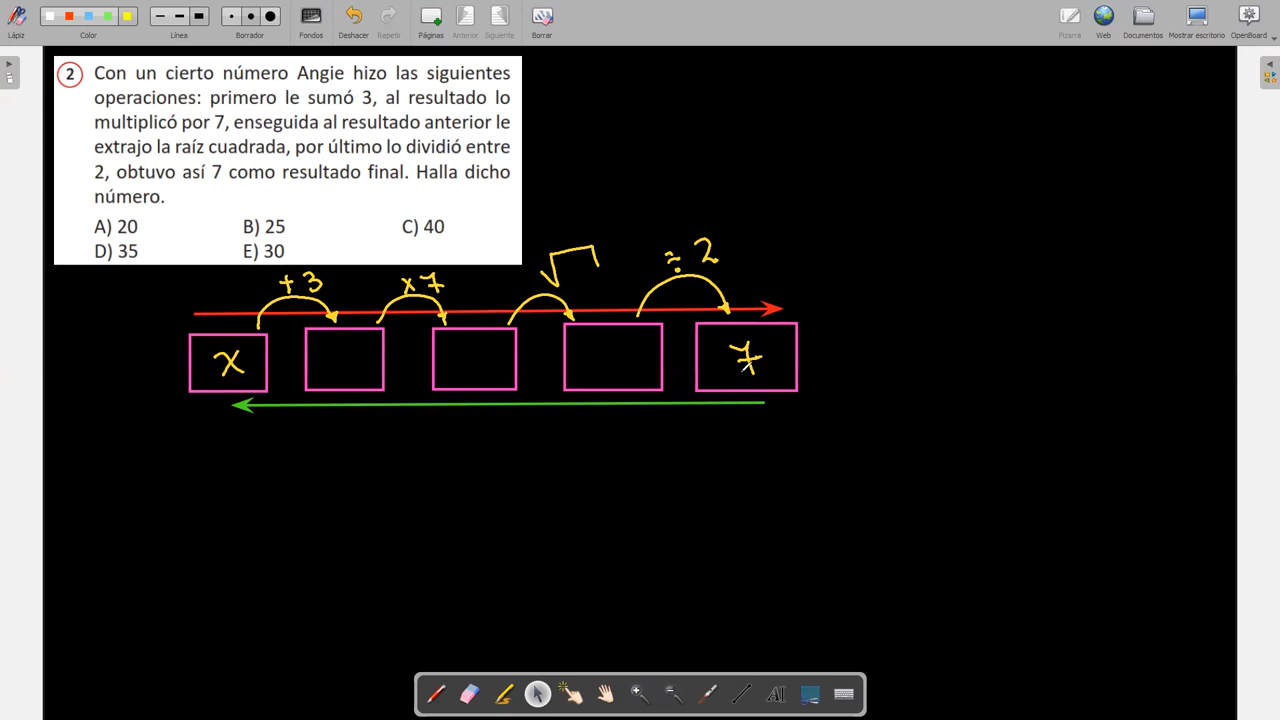 Lápiz
Color
Línea
Borrador
Fondos
Deshacer
Repetir
Páginas
Anterior
Siguiente
Borrar
Pizarra
Web
Documentos
Mostrar escritorio
OpenBoard
2 Con un cierto número Angie hizo las siguientes
operaciones: primero le sumó 3, al resultado lo
multiplicó por 7, enseguida al resultado anterior le
extrajo la raíz cuadrada, por último lo dividió entre
2, obtuvo así 7 como resultado final. Halla dicho
número.
A) 20 B) 25 C) 40
D) 35 E) 30
+3 x7 √ ÷2
x 7
AI